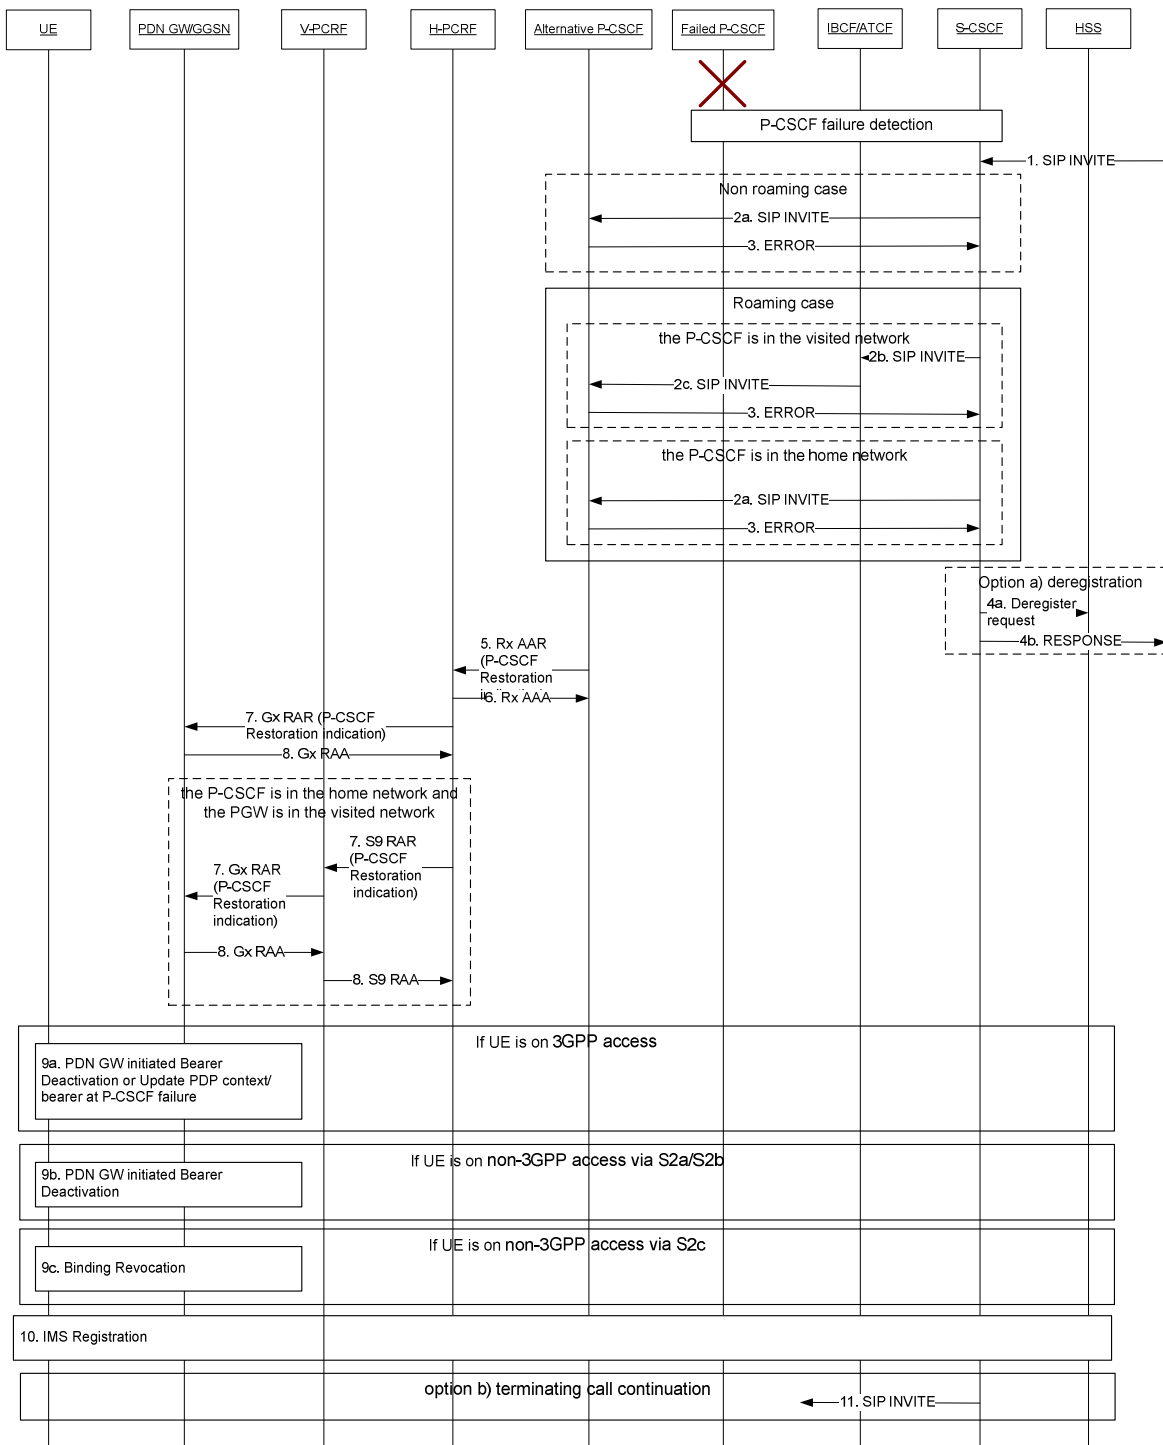 UE
PDN GW/GGSN
V-PCRF
H-PCRF
Alternative P-CSCF
Failed P-CSCF
IBCF/ATCF
S-CSCF
HSS
P-CSCF failure detection
1. SIP INVITE
Non roaming case
2a. SIP INVITE
3. ERROR
Roaming case
the P-CSCF is in the visited network
2b. SIP INVITE
2c. SIP INVITE
3. ERROR
the P-CSCF is in the home network
2a. SIP INVITE
3. ERROR
Option a) deregistration
4a. Deregister
request
4b. RESPONSE
5. Rx AAR
(P-CSCF
Restoration
6. Rx AAA
7. Gx RAR (P-CSCF
Restoration indication)
8. Gx RAA
the P-CSCF is in the home network and
the PGW is in the visited network
7. S9 RAR
(P-CSCF
Restoration
indication)
7. Gx RAR
(P-CSCF
Restoration
indication)
8. Gx RAA
8. S9 RAA
If UE is on 3GPP access
9a. PDN GW initiated Bearer
Deactivation or Update PDP context/
bearer at P-CSCF failure
If UE is on non-3GPP access via S2a/S2b
9b. PDN GW initiated Bearer
Deactivation
If UE is on non-3GPP access via S2c
9c. Binding Revocation
10. IMS Registration
option b) terminating call continuation
11. SIP INVITE